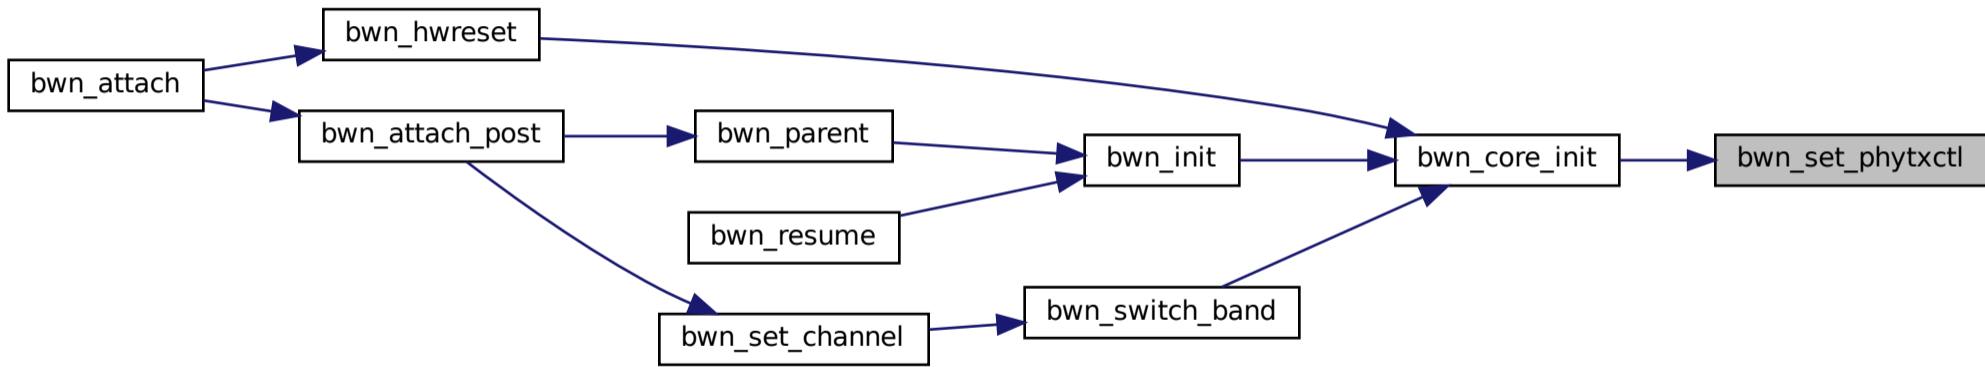 bwn_hwreset
bwn_attach
bwn_attach_post
bwn_parent
bwn_init
bwn_core_init
bwn_set_phytxctl
bwn_resume
bwn_switch_band
bwn_set_channel